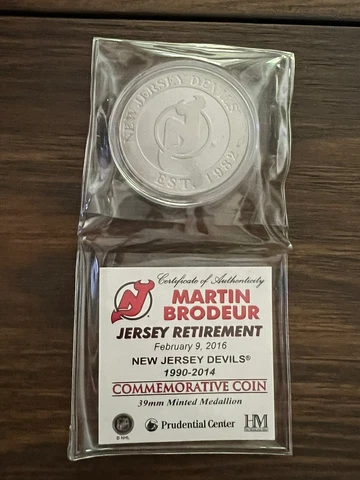 NEW JERSEY DEVILS
EST. 1982
Certificate of Authenticity
MARTIN
BRODEUR
JERSEY RETIREMENT
February 9, 2016
NEW JERSEY DEVILS®
1990-2014
COMMEMORATIVE COIN
39mm Minted Medallion
© NHL
Prudential Center
HM